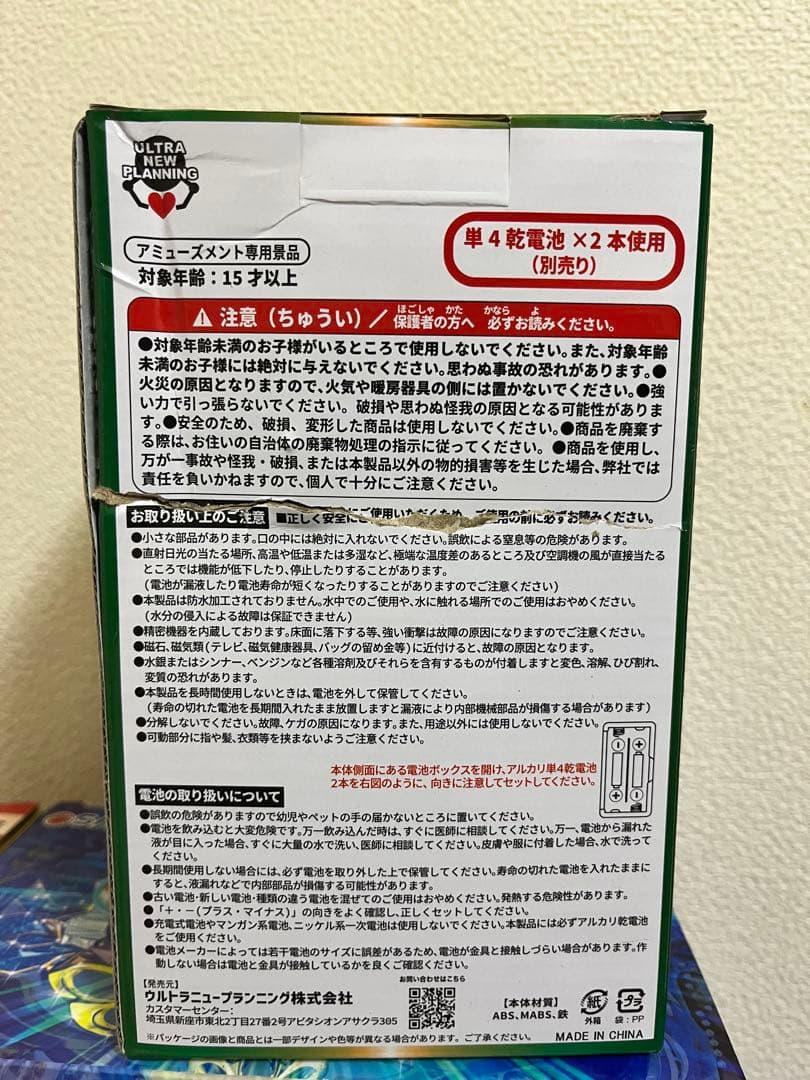 ULTRA
NEW
PLANNING
アミューズメント専用景品
対象年齢：15才以上
単4乾電池×2本使用
（別売り）
ほごしゃ かた かなら よ
⚠ 注意（ちゅうい）／保護者の方へ 必ずお読みください。
●対象年齢未満のお子様がいるところで使用しないでください。また、対象年齢
未満のお子様には絶対に与えないでください。思わぬ事故の恐れがあります。●
火災の原因となりますので、火気や暖房器具の側には置かないでください。●強
い力で引っ張らないでください。破損や思わぬ怪我の原因となる可能性がありま
す。●安全のため、破損、変形した商品は使用しないでください。●商品を廃棄す
る際は、お住いの自治体の廃棄物処理の指示に従ってください。●商品を使用し、
万が一事故や怪我・破損、または本製品以外の物的損害等を生じた場合、弊社では
責任を負いかねますので、個人で十分にご注意ください。
お取り扱い上のご注意 ■正しく安全にご使用いただくため、ご使用の前に必ずお読みください。
●小さな部品があります。口の中には絶対に入れないでください。誤飲による窒息等の危険があります。
●直射日光の当たる場所、高温や低温または多湿など、極端な温度差のあるところ及び空調機の風が直接当たる
ところでは機能が低下したり、停止したりすることがあります。
（電池が漏液したり電池寿命が短くなったりすることがありますのでご注意ください）
●本製品は防水加工されておりません。水中でのご使用や、水に触れる場所でのご使用はおやめください。
（水分の侵入による故障は保証できません）
●精密機器を内蔵しております。床面に落下する等、強い衝撃は故障の原因になりますのでご注意ください。
●磁石、磁気類（テレビ、磁気健康器具、バッグの留め金等）に近付けると、故障の原因となります。
●水銀またはシンナー、ベンジンなど各種溶剤及びそれらを含有するものが付着しますと変色、溶解、ひび割れ、
変質の恐れがあります。
●本製品を長時間使用しないときは、電池を外して保管してください。
（寿命の切れた電池を長期間入れたまま放置しますと漏液により内部機械部品が損傷する場合があります）
●分解しないでください。故障、ケガの原因になります。また、用途以外には使用しないでください。
●可動部分に指や髪、衣類等を挟まないようご注意ください。
本体側面にある電池ボックスを開け、アルカリ単4乾電池
2本を右図のように、向きに注意してセットしてください。
電池の取り扱いについて
●誤飲の危険がありますので幼児やペットの手の届かないところに置いてください。
●電池を飲み込むと大変危険です。万一飲み込んだ時は、すぐに医師に相談してください。万一、電池から漏れた
液が目に入った場合、すぐに大量の水で洗い、医師に相談してください。皮膚や服に付着した場合、水で洗って
ください。
●長期間使用しない場合には、必ず電池を取り外した上で保管してください。寿命の切れた電池を入れたままに
すると、液漏れなどで内部部品が損傷する可能性があります。
●古い電池・新しい電池・種類の違う電池を混ぜてのご使用はおやめください。発熱する危険性があります。
●「＋・－（プラス・マイナス）」の向きをよく確認し、正しくセットしてください。
●充電式電池やマンガン系電池、ニッケル系一次電池は使用しないでください。本製品には必ずアルカリ乾電池
をご使用ください。
●電池メーカーによっては若干電池のサイズに誤差があるため、電池が金具と接触しづらい場合があります。作
動しない場合は電池と金具が接触しているかを良くご確認ください。
【発売元】
お問い合わせはこちら
ウルトラニュープランニング株式会社
カスタマーセンター：
埼玉県新座市東北2丁目27番2号アビタシオンアサクラ305
【本体材質】
ABS、MABS、鉄
紙
外箱
プラ
袋：PP
※パッケージの画像と商品とは一部デザインや色等が異なる場合があります。ご了承ください。
MADE IN CHINA